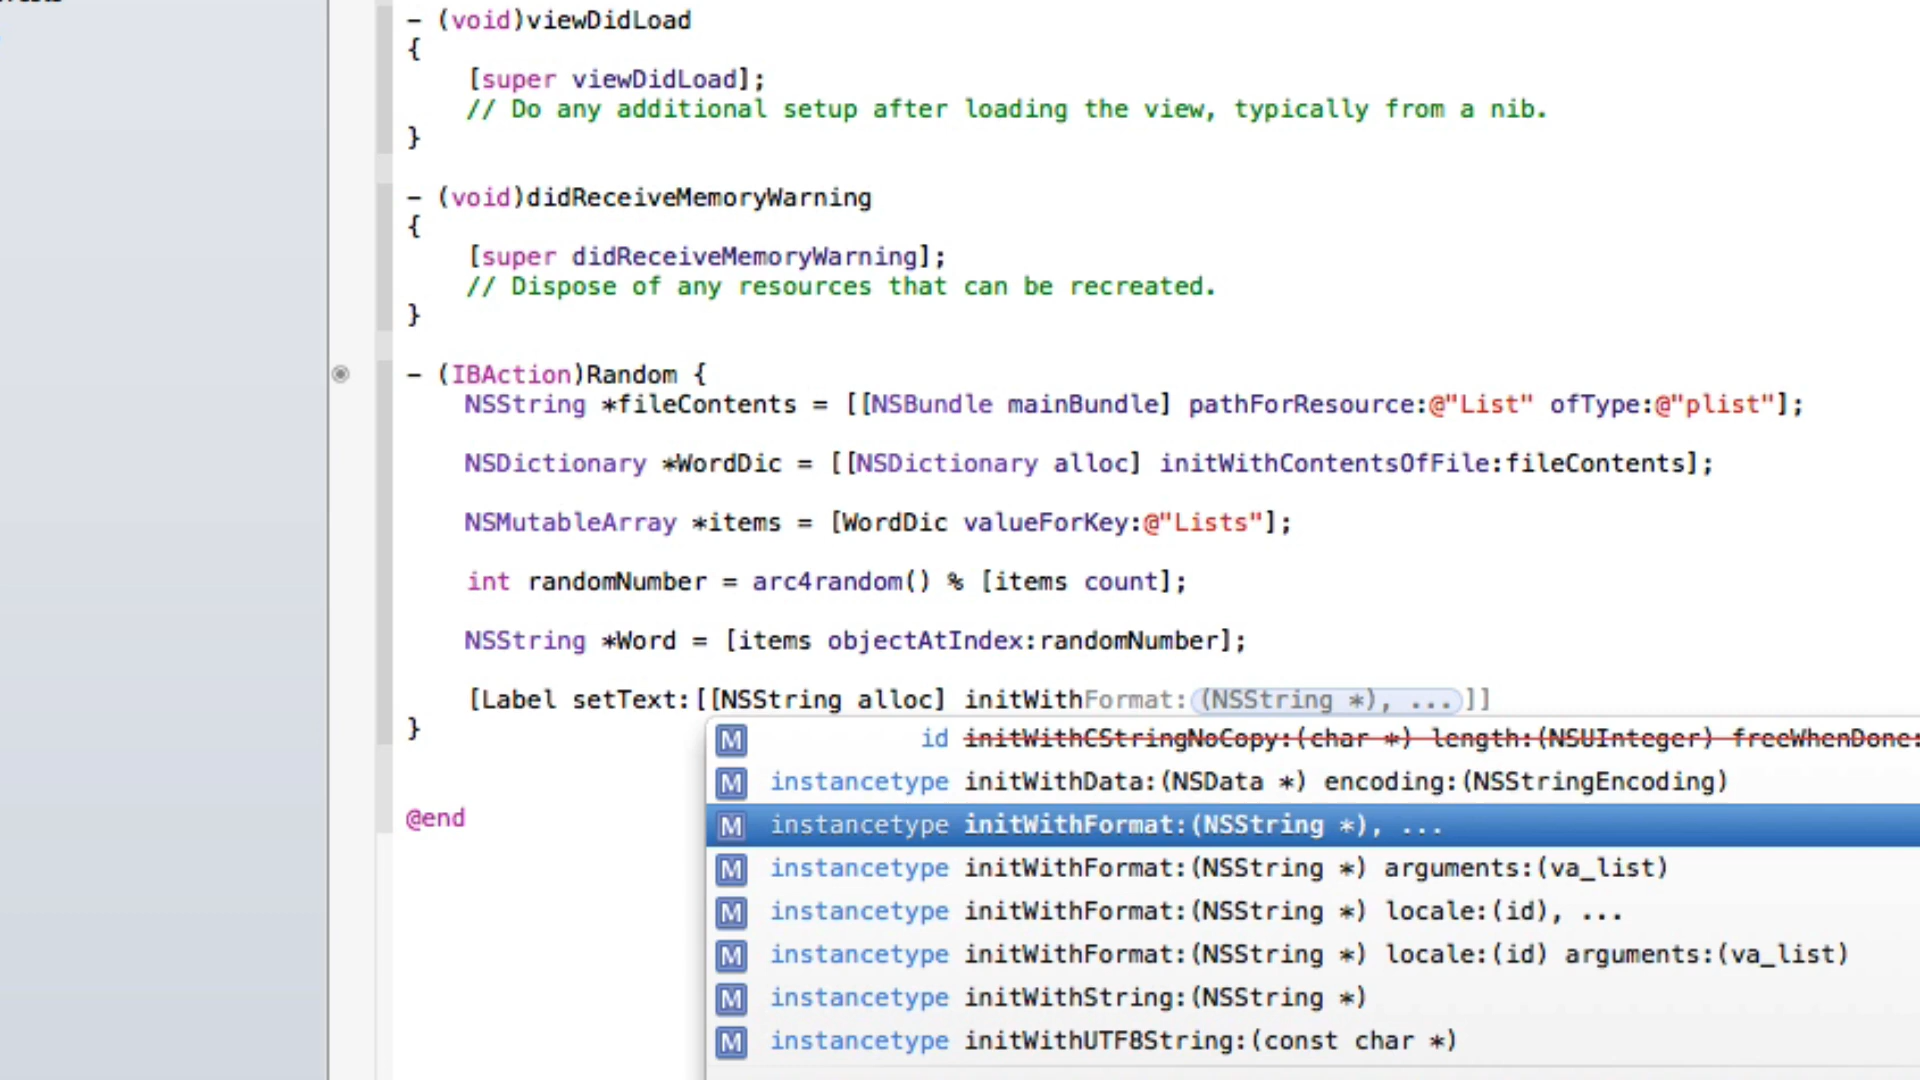 - (void)viewDidLoad
{
    [super viewDidLoad];
    // Do any additional setup after loading the view, typically from a nib.
}
- (void)didReceiveMemoryWarning
{
    [super didReceiveMemoryWarning];
    // Dispose of any resources that can be recreated.
}
- (IBAction)Random {
    NSString *fileContents = [[NSBundle mainBundle] pathForResource:@"List" ofType:@"plist"];
    NSDictionary *WordDic = [[NSDictionary alloc] initWithContentsOfFile:fileContents];
    NSMutableArray *items = [WordDic valueForKey:@"Lists"];
    int randomNumber = arc4random() % [items count];
    NSString *Word = [items objectAtIndex:randomNumber];
    [Label setText:[[NSString alloc] initWithFormat:(NSString *), ...]]
}
M id initWithCStringNoCopy:(char *) length:(NSUInteger) freeWhenDone:
M instancetype initWithData:(NSData *) encoding:(NSStringEncoding)
M instancetype initWithFormat:(NSString *), ...
M instancetype initWithFormat:(NSString *) arguments:(va_list)
M instancetype initWithFormat:(NSString *) locale:(id), ...
M instancetype initWithFormat:(NSString *) locale:(id) arguments:(va_list)
M instancetype initWithString:(NSString *)
M instancetype initWithUTF8String:(const char *)
@end